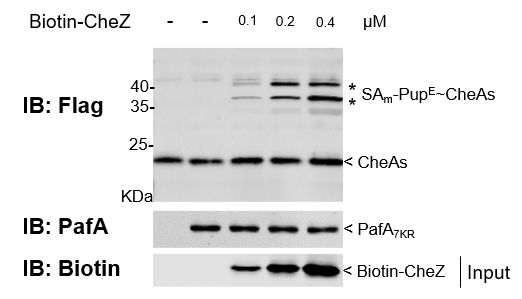 Biotin-CheZ - - 0.1 0.2 0.4 µM
40-
35-
25-
KDa
IB: Flag
* SAm-PupE~CheAs
*
< CheAs
IB: PafA < PafA7KR
IB: Biotin < Biotin-CheZ Input